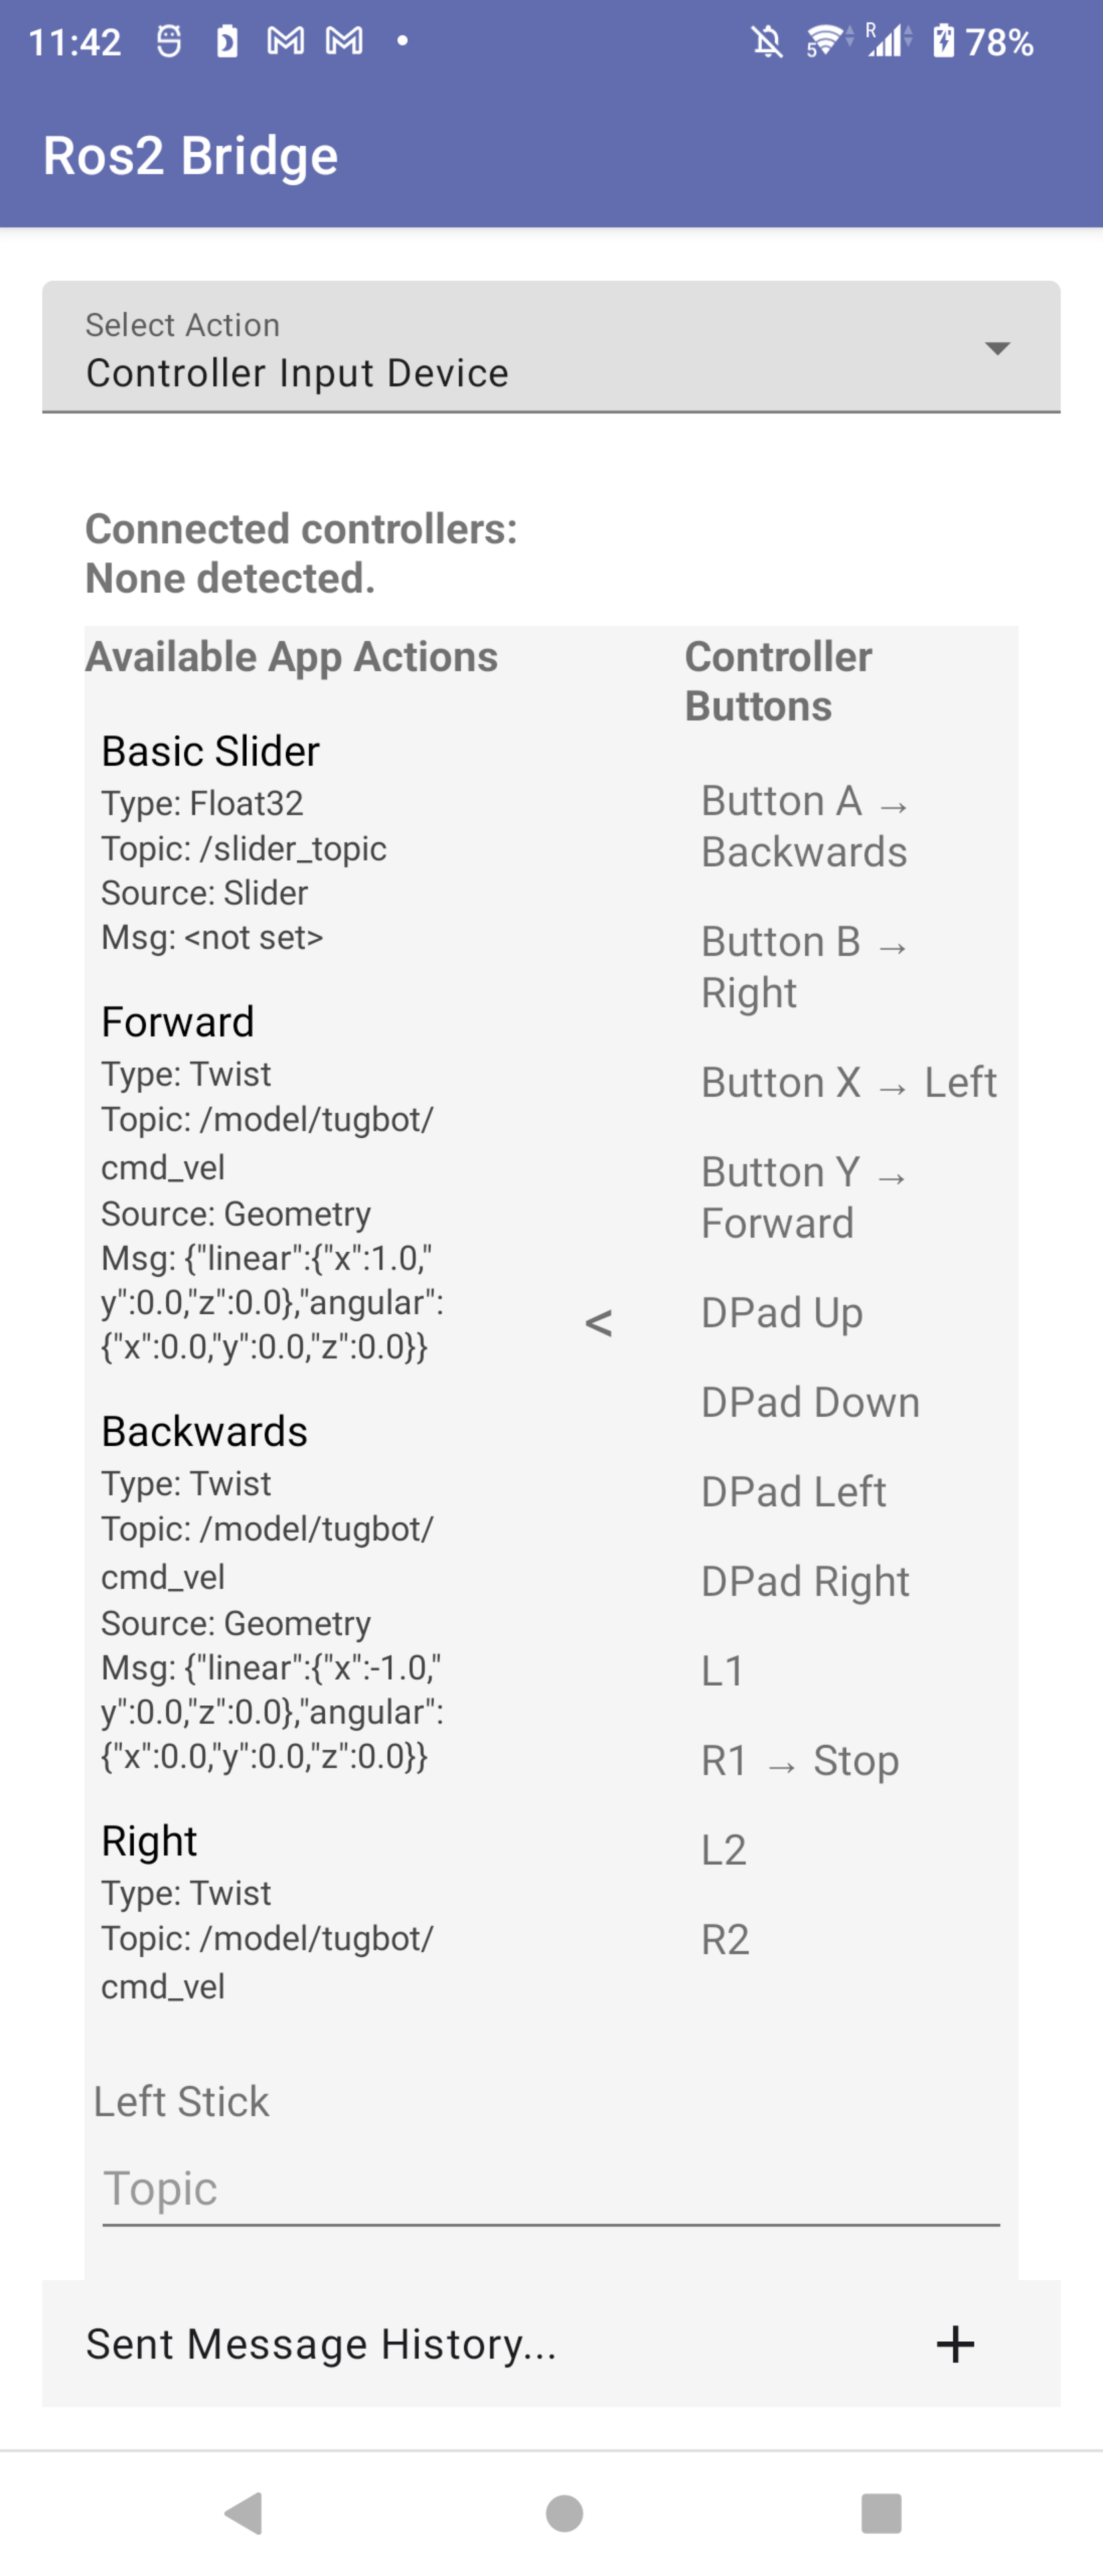 11:42
5
R
78%
Ros2 Bridge
Select Action
Controller Input Device
Connected controllers:
None detected.
Available App Actions
Basic Slider
Type: Float32
Topic: /slider_topic
Source: Slider
Msg: <not set>
Forward
Type: Twist
Topic: /model/tugbot/
cmd_vel
Source: Geometry
Msg: {"linear":{"x":1.0,"
y":0.0,"z":0.0},"angular":
{"x":0.0,"y":0.0,"z":0.0}}
Backwards
Type: Twist
Topic: /model/tugbot/
cmd_vel
Source: Geometry
Msg: {"linear":{"x":-1.0,"
y":0.0,"z":0.0},"angular":
{"x":0.0,"y":0.0,"z":0.0}}
Right
Type: Twist
Topic: /model/tugbot/
cmd_vel
<
Controller
Buttons
Button A →
Backwards
Button B →
Right
Button X → Left
Button Y →
Forward
DPad Up
DPad Down
DPad Left
DPad Right
L1
R1 → Stop
L2
R2
Left Stick
Topic
Sent Message History...
+